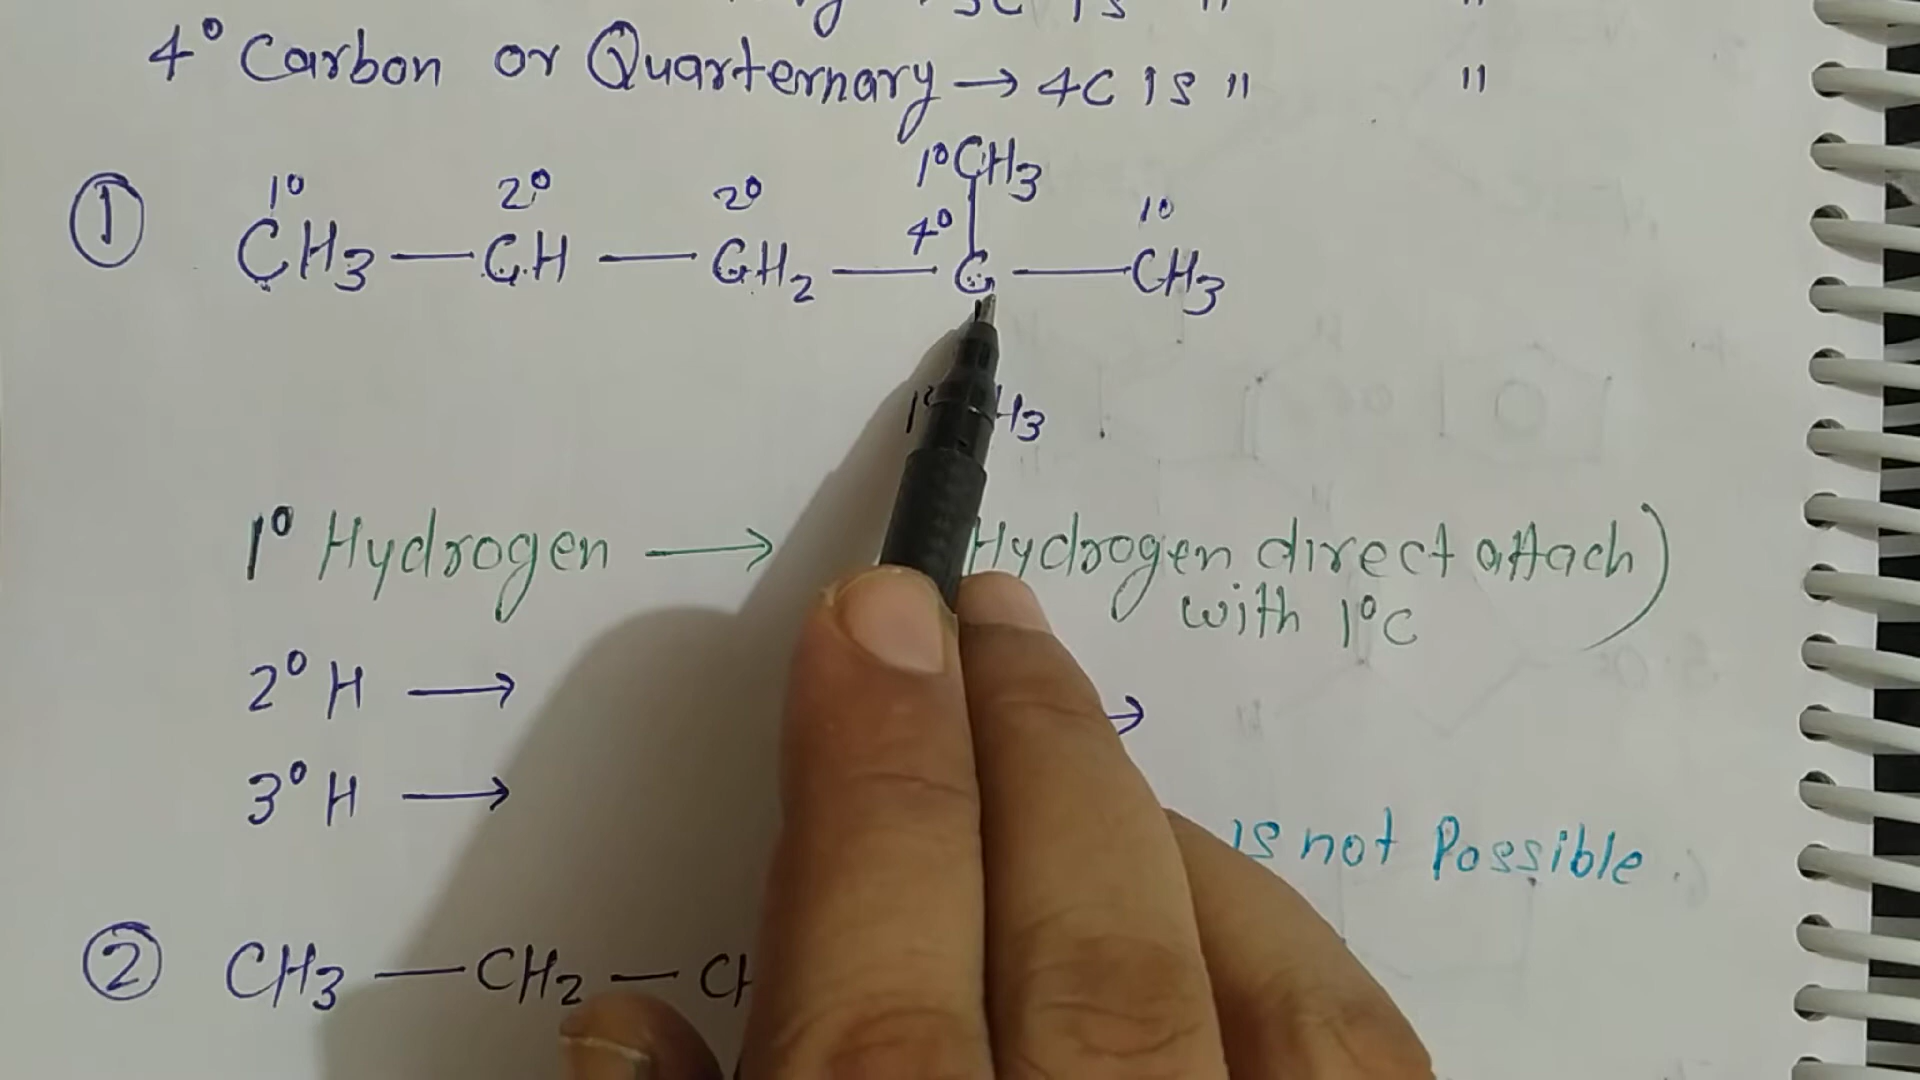 4° Carbon or Quarternary → 4C is " "
1° CH3
1° 2° 2° 4° 1°
① CH3 — CH — CH2 — C — CH3
H3
1° Hydrogen → Hydrogen direct attach)
with 1°C
2° H → →
3° H →
is not Possible.
② CH3 — CH2 —